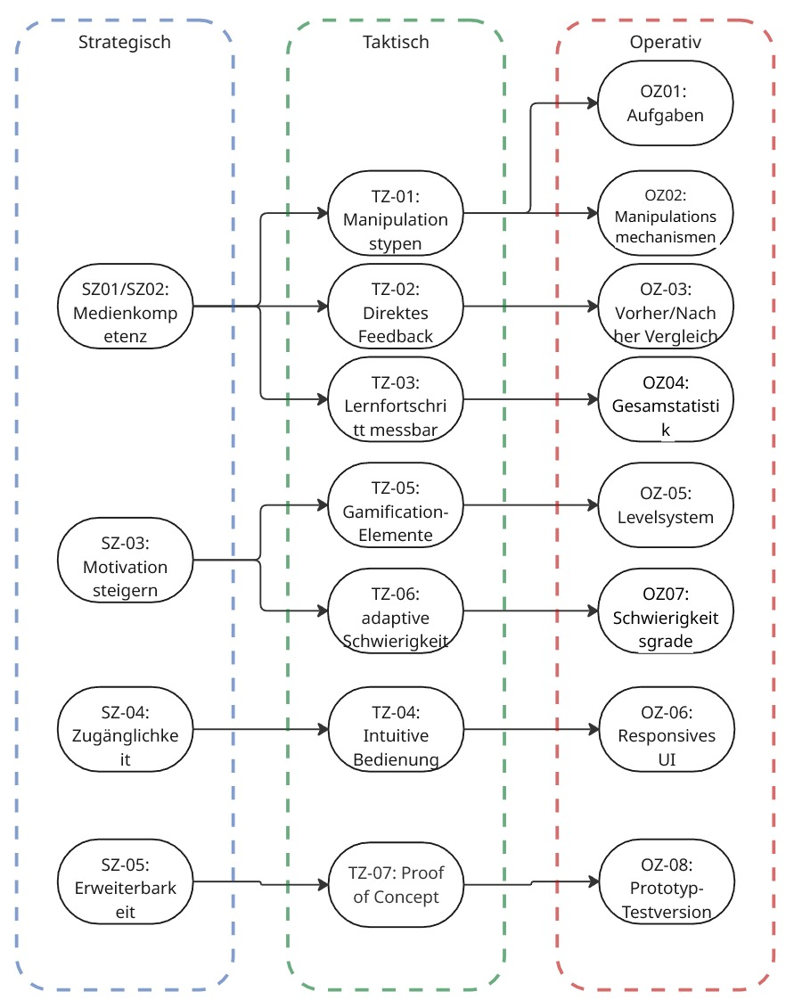 Strategisch
Taktisch
Operativ
OZ01:
Aufgaben
TZ-01:
Manipulation
stypen
OZ02:
Manipulations
mechanismen
SZ01/SZ02:
Medienkomp
etenz
TZ-02:
Direktes
Feedback
OZ-03:
Vorher/Nach
her Vergleich
TZ-03:
Lernfortschri
tt messbar
OZ04:
Gesamstatisti
k
TZ-05:
Gamification-
Elemente
OZ-05:
Levelsystem
SZ-03:
Motivation
steigern
TZ-06:
adaptive
Schwierigkeit
OZ07:
Schwierigkeit
sgrade
SZ-04:
Zugänglichke
it
TZ-04:
Intuitive
Bedienung
OZ-06:
Responsives
UI
SZ-05:
Erweiterbark
eit
TZ-07: Proof
of Concept
OZ-08:
Prototyp-
Testversion